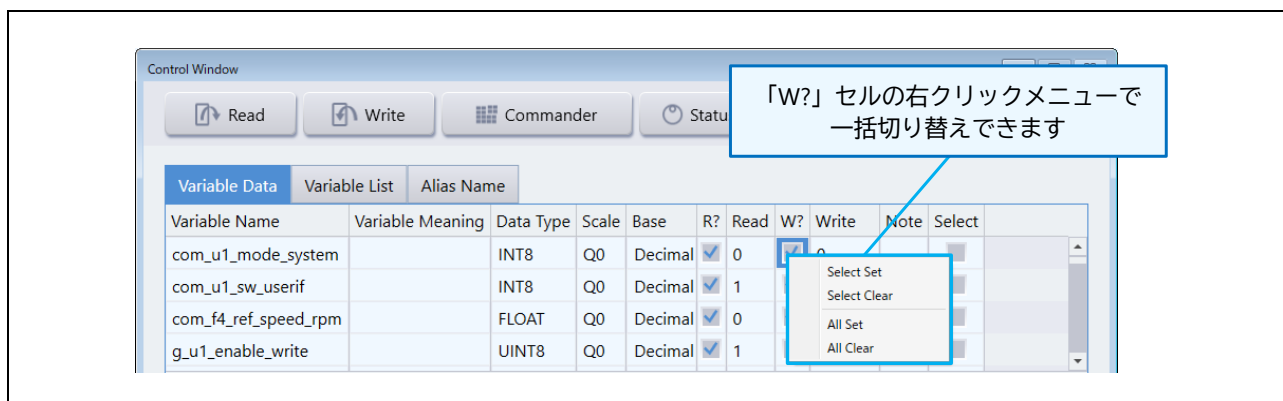 Control Window
「W?」セルの右クリックメニューで
一括切り替えできます
Read Write Commander Statu
Variable Data Variable List Alias Name
Variable Name Variable Meaning Data Type Scale Base R? Read W? Write Note Select
com_u1_mode_system INT8 Q0 Decimal 0 0
com_u1_sw_userif INT8 Q0 Decimal 1
com_f4_ref_speed_rpm FLOAT Q0 Decimal 0
g_u1_enable_write UINT8 Q0 Decimal 1
Select Set
Select Clear
All Set
All Clear